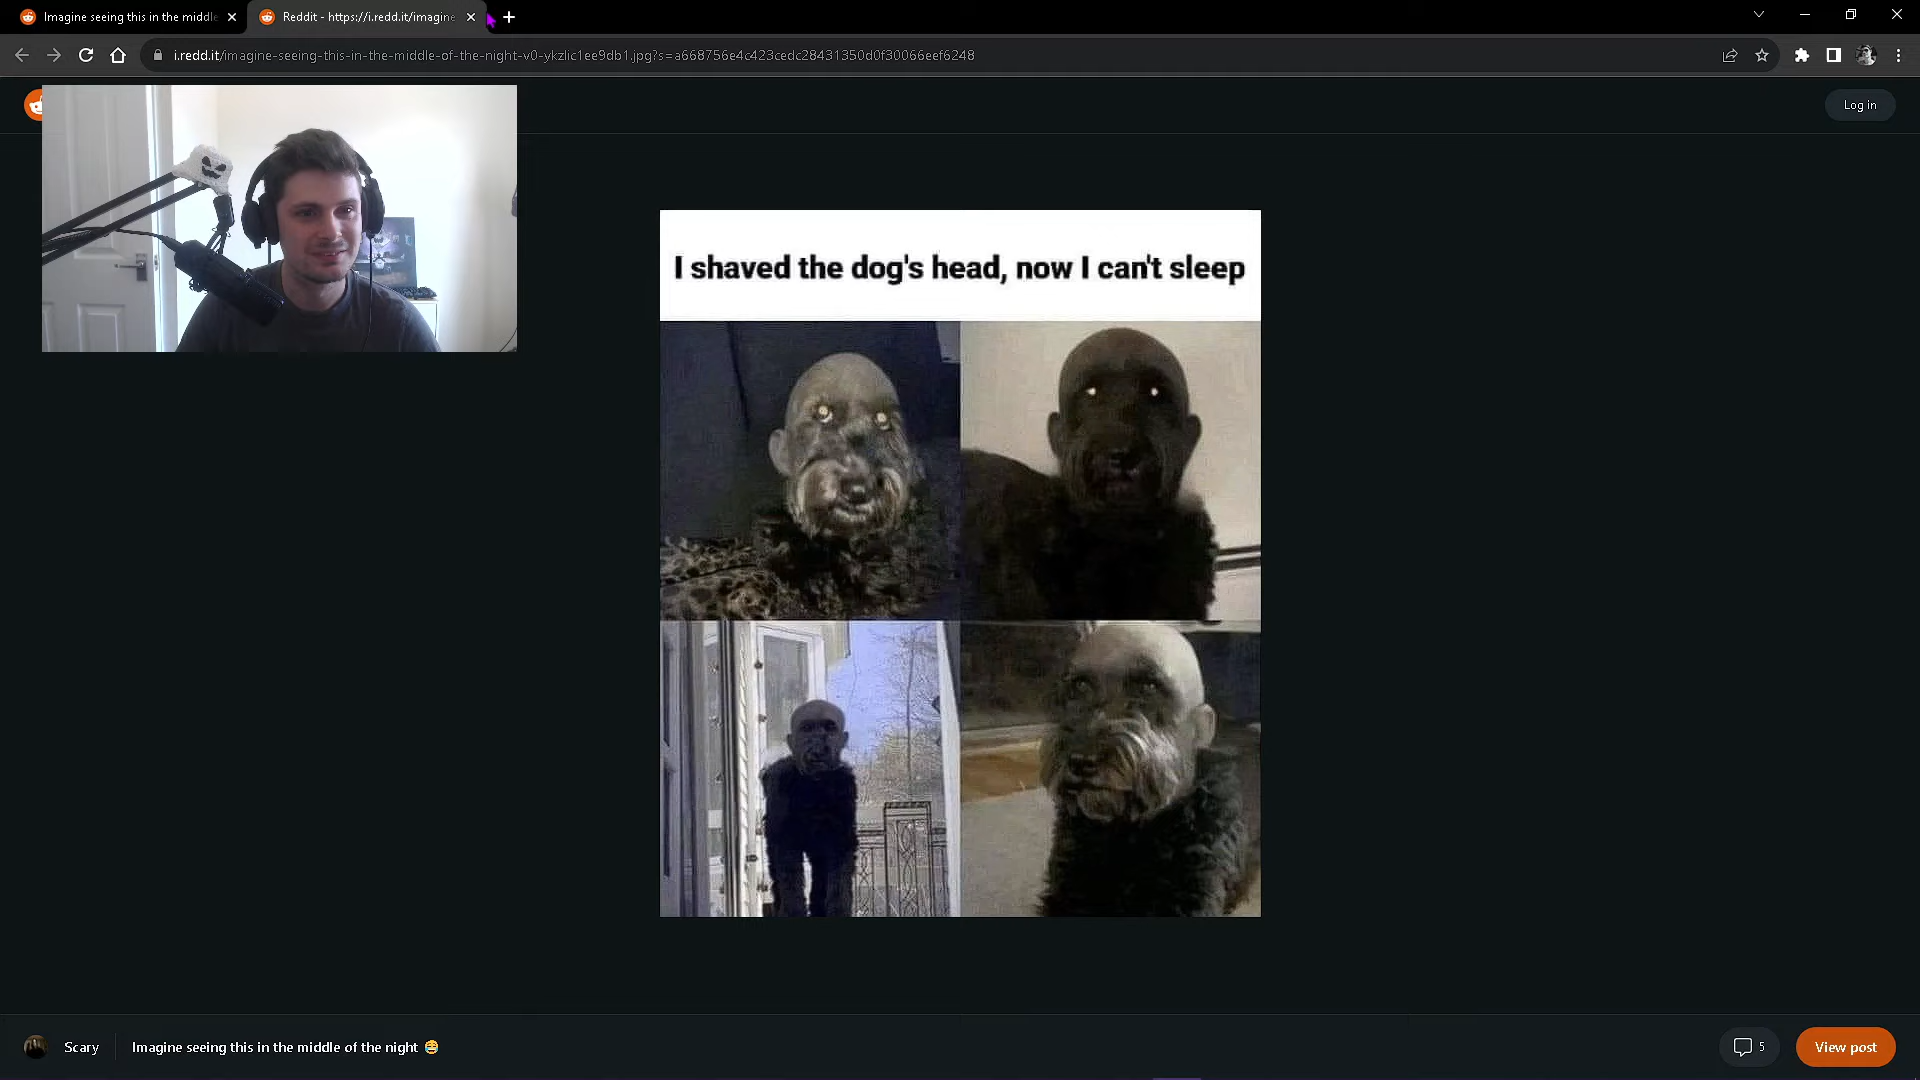 Imagine seeing this in the middl
Reddit - https://i.redd.it/imagine
i.redd.it/imagine-seeing-this-in-the-middle-of-the-night-v0-ykzlic1ee9db1.jpg?s=a668756e4c423cedc28431350d0f30066eef6248
Log in
I shaved the dog's head, now I can't sleep
Scary
Imagine seeing this in the middle of the night 😂
5
View post